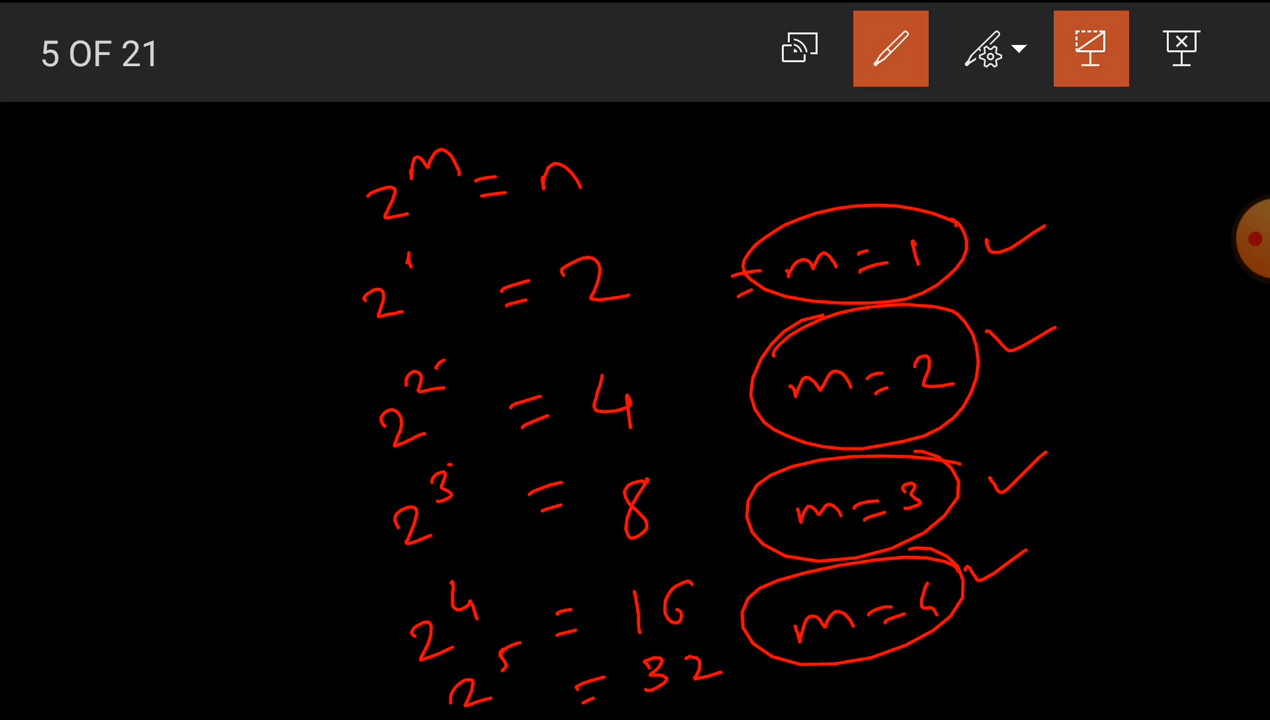 5 OF 21
2^m = n
2^1 = 2 = m = 1 ✓
2^2 = 4 m = 2 ✓
2^3 = 8 m = 3 ✓
2^4 = 16 m = 4 ✓
2^5 = 32